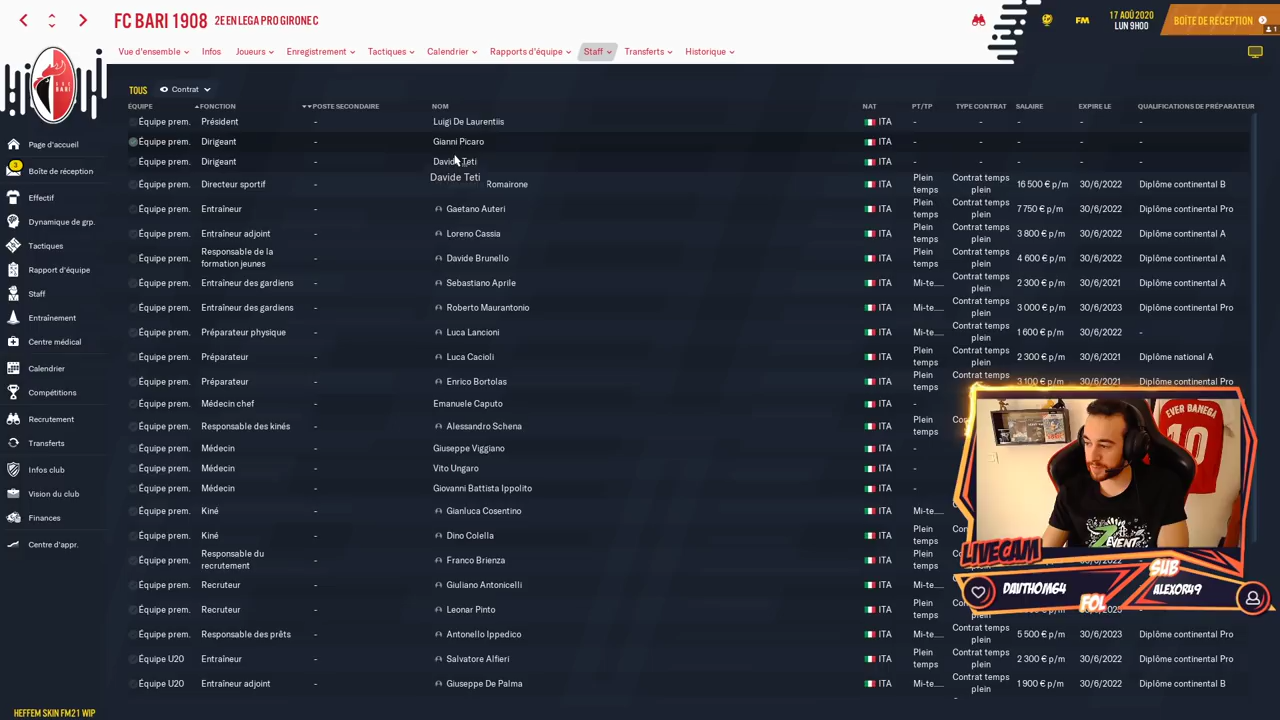 FC BARI 1908 2E EN LEGA PRO GIRONE C
FM 17 AOÛ 2020 LUN 9H00 BOÎTE DE RÉCEPTION 1
Vue d'ensemble Infos Joueurs Enregistrement Tactiques Calendrier Rapports d'équipe Staff Transferts Historique
TOUS Contrat
ÉQUIPE FONCTION POSTE SECONDAIRE NOM NAT PT/TP TYPE CONTRAT SALAIRE EXPIRE LE QUALIFICATIONS DE PRÉPARATEUR
Équipe prem. Président - Luigi De Laurentiis ITA - - - - -
Équipe prem. Dirigeant - Gianni Picaro ITA - - - - -
Équipe prem. Dirigeant - Davide Teti ITA - - - - -
Davide Teti
Équipe prem. Directeur sportif - Romairone ITA Plein temps Contrat temps plein 16 500 € p/m 30/6/2022 Diplôme continental B
Équipe prem. Entraîneur - Gaetano Auteri ITA Plein temps Contrat temps plein 7 750 € p/m 30/6/2022 Diplôme continental Pro
Équipe prem. Entraîneur adjoint - Loreno Cassia ITA Plein temps Contrat temps plein 3 800 € p/m 30/6/2022 Diplôme continental A
Équipe prem. Responsable de la formation jeunes - Davide Brunello ITA Plein temps Contrat temps plein 4 600 € p/m 30/6/2022 Diplôme continental A
Équipe prem. Entraîneur des gardiens - Sebastiano Aprile ITA Mi-te... Contrat temps plein 2 300 € p/m 30/6/2021 Diplôme continental A
Équipe prem. Entraîneur des gardiens - Roberto Maurantonio ITA Mi-te... Contrat temps plein 3 000 € p/m 30/6/2023 Diplôme continental Pro
Équipe prem. Préparateur physique - Luca Lancioni ITA Mi-te... Contrat temps plein 1 600 € p/m 30/6/2022 -
Équipe prem. Préparateur - Luca Cacioli ITA Plein temps Contrat temps plein 2 300 € p/m 30/6/2021 Diplôme national A
Équipe prem. Préparateur - Enrico Bortolas ITA Plein temps Contrat temps plein 3 100 € p/m 30/6/2021 Diplôme continental Pro
Équipe prem. Médecin chef - Emanuele Caputo ITA -
Équipe prem. Responsable des kinés - Alessandro Schena ITA Plein temps
Équipe prem. Médecin - Giuseppe Viggiano ITA -
Équipe prem. Médecin - Vito Ungaro ITA -
Équipe prem. Médecin - Giovanni Battista Ippolito ITA -
Équipe prem. Kiné - Gianluca Cosentino ITA Mi-te...
Équipe prem. Kiné - Dino Colella ITA Plein temps
Équipe prem. Responsable du recrutement - Franco Brienza ITA Plein temps
Équipe prem. Recruteur - Giuliano Antonicelli ITA Mi-te...
Équipe prem. Recruteur - Leonar Pinto ITA Plein temps
Équipe prem. Responsable des prêts - Antonello Ippedico ITA Mi-te... Contrat temps plein 5 500 € p/m 30/6/2023 Diplôme continental Pro
Équipe U20 Entraîneur - Salvatore Alfieri ITA Plein temps Contrat temps plein 2 300 € p/m 30/6/2022 Diplôme continental Pro
Équipe U20 Entraîneur adjoint - Giuseppe De Palma ITA Mi-te... Contrat temps plein 1 900 € p/m 30/6/2022 Diplôme continental B
Page d'accueil
3 Boîte de réception
Effectif
Dynamique de grp.
Tactiques
Rapport d'équipe
Staff
Entraînement
Centre médical
Calendrier
Compétitions
Recrutement
Transferts
Infos club
Vision du club
Finances
Centre d'appr.
HEFFEM SKIN FM21 WIP
EVER BANEGA
10
ZEVENT
LIVECAM
DAVTHOM64
FOL
SUB
ALEXOR49